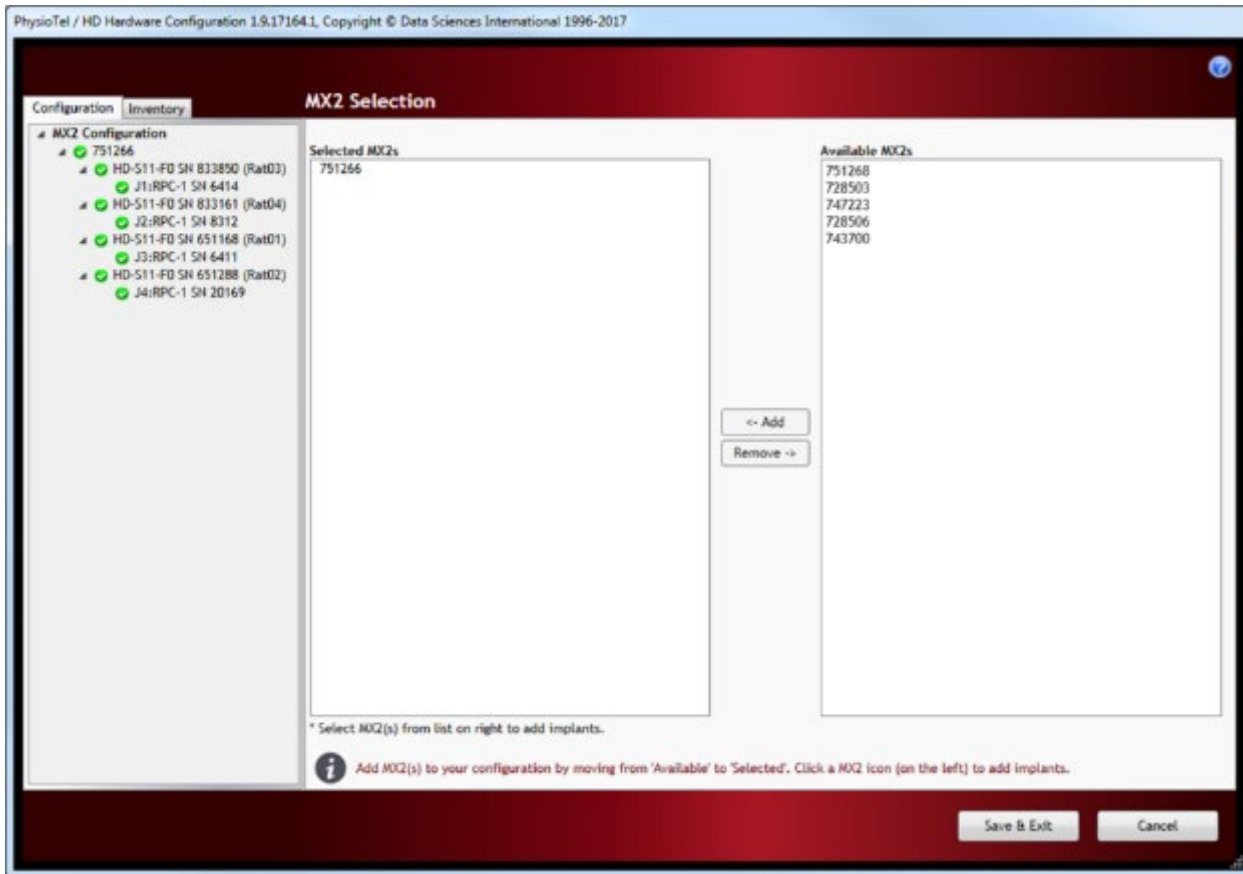 PhysioTel / HD Hardware Configuration 1.9.17164.1, Copyright © Data Sciences International 1996-2017
Configuration Inventory
MX2 Selection
MX2 Configuration
751266
HD-S11-F0 SN 833850 (Rat03)
J1:RPC-1 SN 6414
HD-S11-F0 SN 833161 (Rat04)
J2:RPC-1 SN 8312
HD-S11-F0 SN 651168 (Rat01)
J3:RPC-1 SN 6411
HD-S11-F0 SN 651288 (Rat02)
J4:RPC-1 SN 20169
Selected MX2s
751266
<- Add
Remove ->
Available MX2s
751268
728503
747223
728506
743700
* Select MX2(s) from list on right to add implants.
Add MX2(s) to your configuration by moving from 'Available' to 'Selected'. Click a MX2 icon (on the left) to add implants.
Save & Exit
Cancel